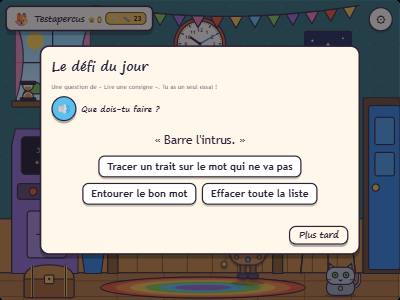 Testapercus 0 23
Le défi du jour
Une question de « Lire une consigne ». Tu as un seul essai !
Que dois-tu faire ?
« Barre l'intrus. »
Tracer un trait sur le mot qui ne va pas
Entourer le bon mot
Effacer toute la liste
Plus tard